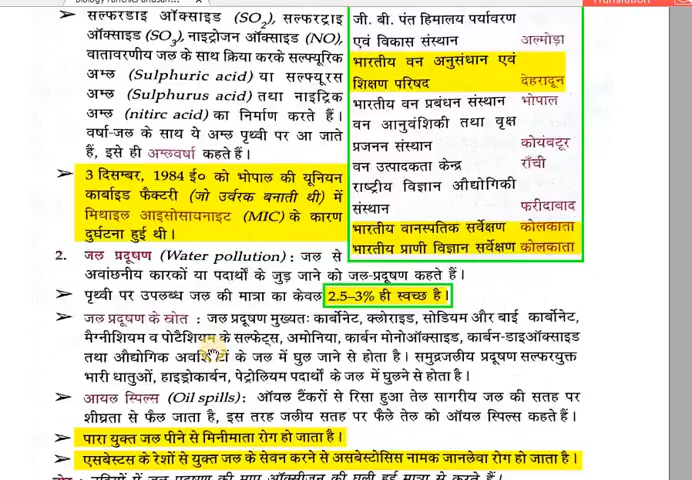 ➤ सल्फरडाइ ऑक्साइड (SO₂), सल्फरट्राइ
ऑक्साइड (SO₃), नाइट्रोजन ऑक्साइड (NO),
वातावरणीय जल के साथ क्रिया करके सल्फ्यूरिक
अम्ल (Sulphuric acid) या सल्फ्यूरस
अम्ल (Sulphurus acid) तथा नाइट्रिक
अम्ल (nitirc acid) का निर्माण करते हैं।
वर्षा-जल के साथ ये अम्ल पृथ्वी पर आ जाते
हैं, इसे ही अम्लवर्षा कहते हैं।
➤ 3 दिसम्बर, 1984 ई० को भोपाल की यूनियन
कार्बाइड फैक्टरी (जो उर्वरक बनाती थी) में
मिथाइल आइसोसायनाइट (MIC) के कारण
दुर्घटना हुई थी।
जी. बी. पंत हिमालय पर्यावरण
एवं विकास संस्थान अल्मोड़ा
भारतीय वन अनुसंधान एवं
शिक्षण परिषद देहरादून
भारतीय वन प्रबंधन संस्थान भोपाल
वन आनुवंशिकी तथा वृक्ष
प्रजनन संस्थान कोयंबटूर
वन उत्पादकता केन्द्र राँची
राष्ट्रीय विज्ञान औद्योगिकी
संस्थान फरीदाबाद
भारतीय वानस्पतिक सर्वेक्षण कोलकाता
भारतीय प्राणी विज्ञान सर्वेक्षण कोलकाता
2. जल प्रदूषण (Water pollution): जल से
अवांछनीय कारकों या पदार्थों के जुड़ जाने को जल-प्रदूषण कहते हैं।
➤ पृथ्वी पर उपलब्ध जल की मात्रा का केवल 2.5–3% ही स्वच्छ है।
➤ जल प्रदूषण के स्रोत : जल प्रदूषण मुख्यतः कार्बोनेट, क्लोराइड, सोडियम और बाई कार्बोनेट,
मैग्नीशियम व पोटैशियम के सल्फेट्स, अमोनिया, कार्बन मोनोऑक्साइड, कार्बन-डाइऑक्साइड
तथा औद्योगिक के जल में घुल जाने से होता है। समुद्रजलीय प्रदूषण सल्फरयुक्त
भारी धातुओं, हाइड्रोकार्बन, पेट्रोलियम पदार्थों के जल में घुलने से होता है।
➤ आयल स्पिल्स (Oil spills): ऑयल टैंकरों से रिसा हुआ तेल सागरीय जल की सतह पर
शीघ्रता से फैल जाता है, इस तरह जलीय सतह पर फैले तेल को ऑयल स्पिल्स कहते हैं।
➤ पारा युक्त जल पीने से मिनीमाता रोग हो जाता है।
➤ एसबेस्टस के रेशों से युक्त जल के सेवन करने से असबेस्टोसिस नामक जानलेवा रोग हो जाता है।